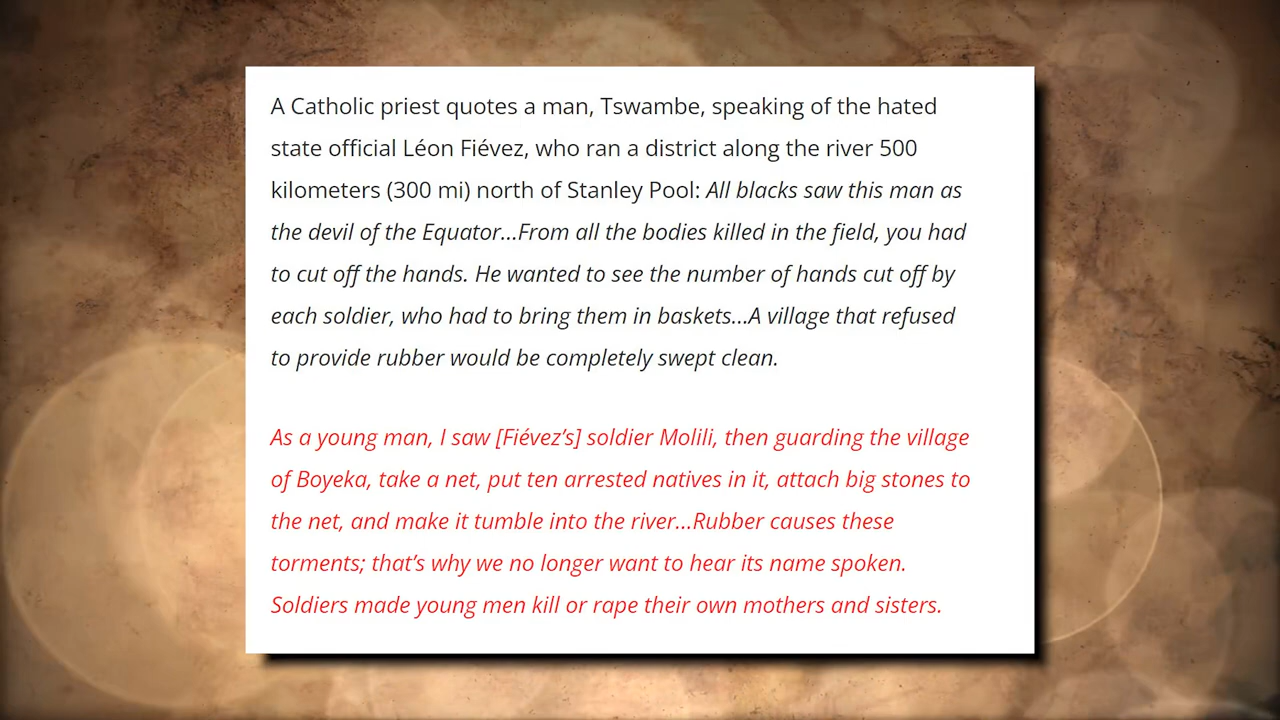 A Catholic priest quotes a man, Tswambe, speaking of the hated
state official Léon Fiévez, who ran a district along the river 500
kilometers (300 mi) north of Stanley Pool: All blacks saw this man as
the devil of the Equator...From all the bodies killed in the field, you had
to cut off the hands. He wanted to see the number of hands cut off by
each soldier, who had to bring them in baskets...A village that refused
to provide rubber would be completely swept clean.
As a young man, I saw [Fiévez’s] soldier Molili, then guarding the village
of Boyeka, take a net, put ten arrested natives in it, attach big stones to
the net, and make it tumble into the river...Rubber causes these
torments; that’s why we no longer want to hear its name spoken.
Soldiers made young men kill or rape their own mothers and sisters.